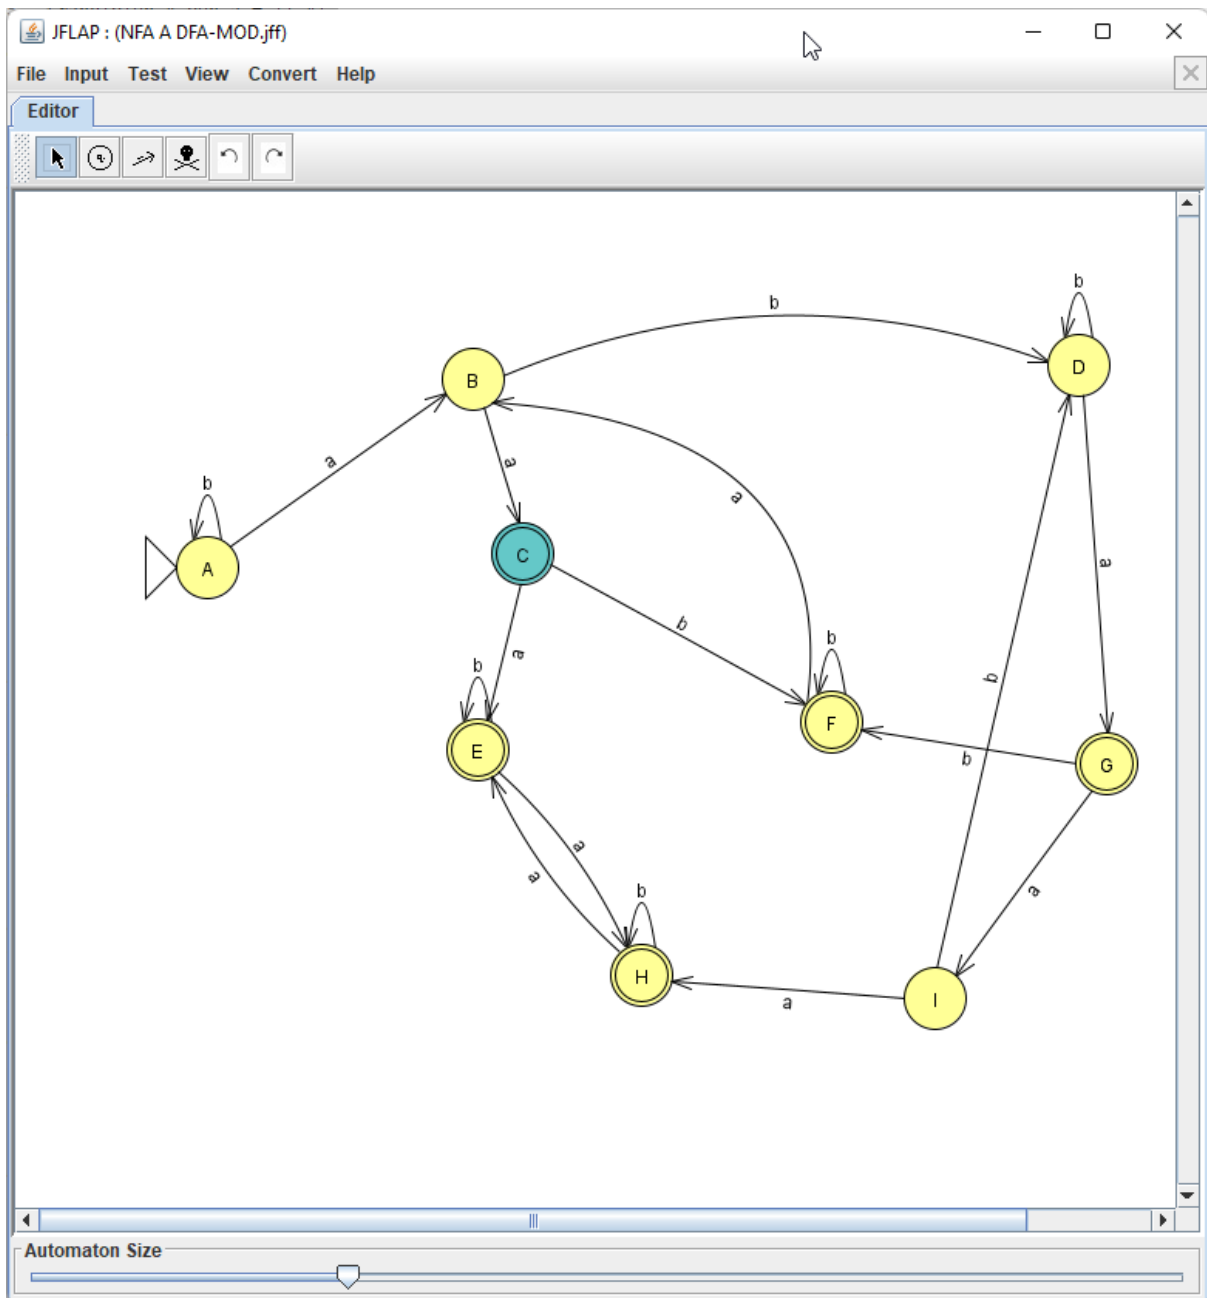 JFLAP : (NFA A DFA-MOD.jff)
File Input Test View Convert Help
Editor
b
b
D
B
a
a
b
a
C
A
b
a
b
a
b
b
F
E
b
G
a
a
b
a
H
I
a
Automaton Size